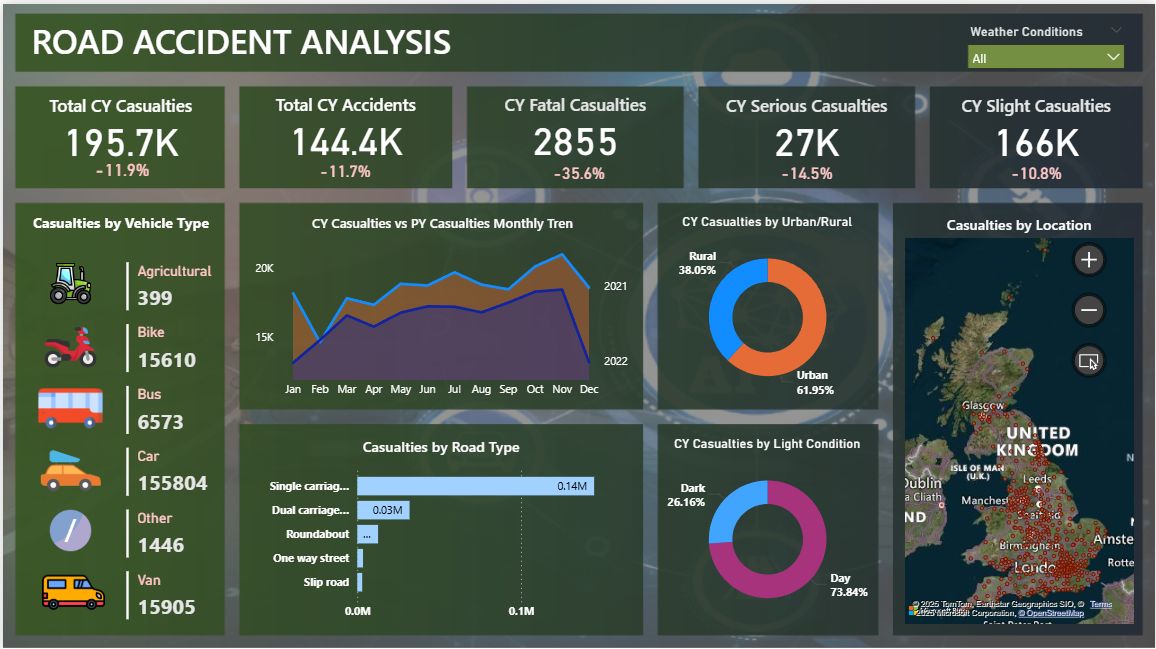 ROAD ACCIDENT ANALYSIS
Weather Conditions
All
Total CY Casualties
195.7K
-11.9%
Total CY Accidents
144.4K
-11.7%
CY Fatal Casualties
2855
-35.6%
CY Serious Casualties
27K
-14.5%
CY Slight Casualties
166K
-10.8%
Casualties by Vehicle Type
Agricultural
399
Bike
15610
Bus
6573
Car
155804
Other
1446
Van
15905
CY Casualties vs PY Casualties Monthly Tren
20K
15K
2021
2022
Jan Feb Mar Apr May Jun Jul Aug Sep Oct Nov Dec
Casualties by Road Type
Single carriag...
0.14M
Dual carriage...
0.03M
Roundabout
...
One way street
Slip road
0.0M 0.1M
CY Casualties by Urban/Rural
Rural
38.05%
Urban
61.95%
CY Casualties by Light Condition
Dark
26.16%
Day
73.84%
Casualties by Location
Glasgow
UNITED
KINGDOM
ISLE OF MAN
(U.K.)
Leeds
Dublin
a Cliath
Manchest
Sheffield
ND
N
Birmingham
Amste
Rotte
London
© 2025 TomTom, Earthstar Geographics SIO, © Terms
2025 Microsoft Corporation, © OpenStreetMap